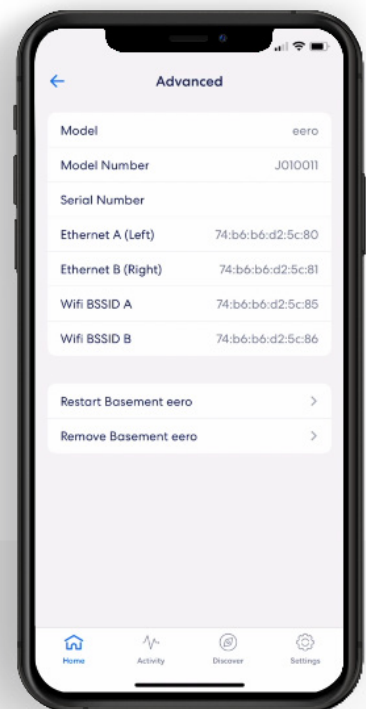 Advanced
Model eero
Model Number J010011
Serial Number
Ethernet A (Left) 74:b6:b6:d2:5c:80
Ethernet B (Right) 74:b6:b6:d2:5c:81
Wifi BSSID A 74:b6:b6:d2:5c:85
Wifi BSSID B 74:b6:b6:d2:5c:86
Restart Basement eero
Remove Basement eero
Home Activity Discover Settings